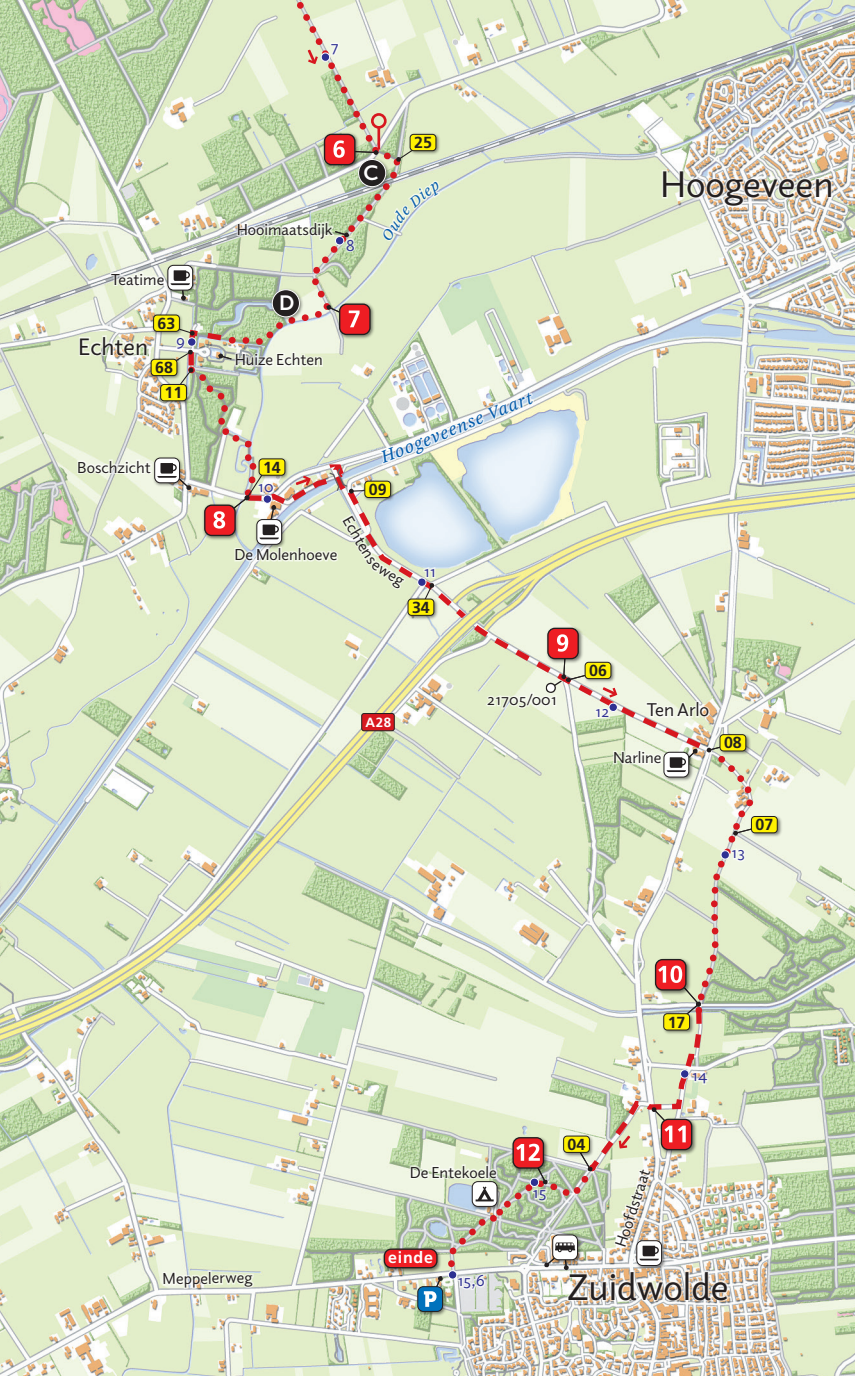 7
6
25
C
Hoogeveen
Oude Diep
Hooimaatsdijk
8
Teatime
D
7
63
9
Echten
Huize Echten
68
11
Hoogeveense Vaart
Boschzicht
14
10
09
8
De Molenhoeve
Echtenseweg
11
34
9
06
21705/001
12
Ten Arlo
A28
08
Narline
07
13
10
17
14
11
04
12
De Entekoele
15
Hoofdstraat
einde
Meppelerweg
15,6
Zuidwolde
P